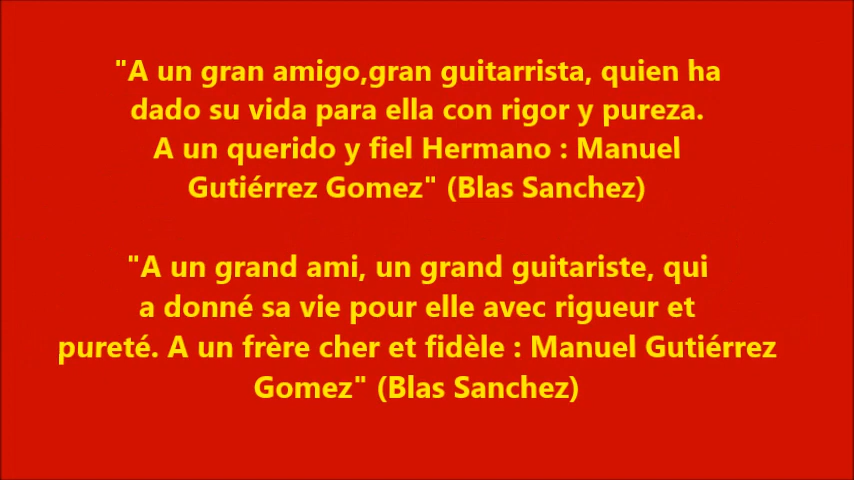 "A un gran amigo,gran guitarrista, quien ha
dado su vida para ella con rigor y pureza.
A un querido y fiel Hermano : Manuel
Gutiérrez Gomez" (Blas Sanchez)
"A un grand ami, un grand guitariste, qui
a donné sa vie pour elle avec rigueur et
pureté. A un frère cher et fidèle : Manuel Gutiérrez
Gomez" (Blas Sanchez)